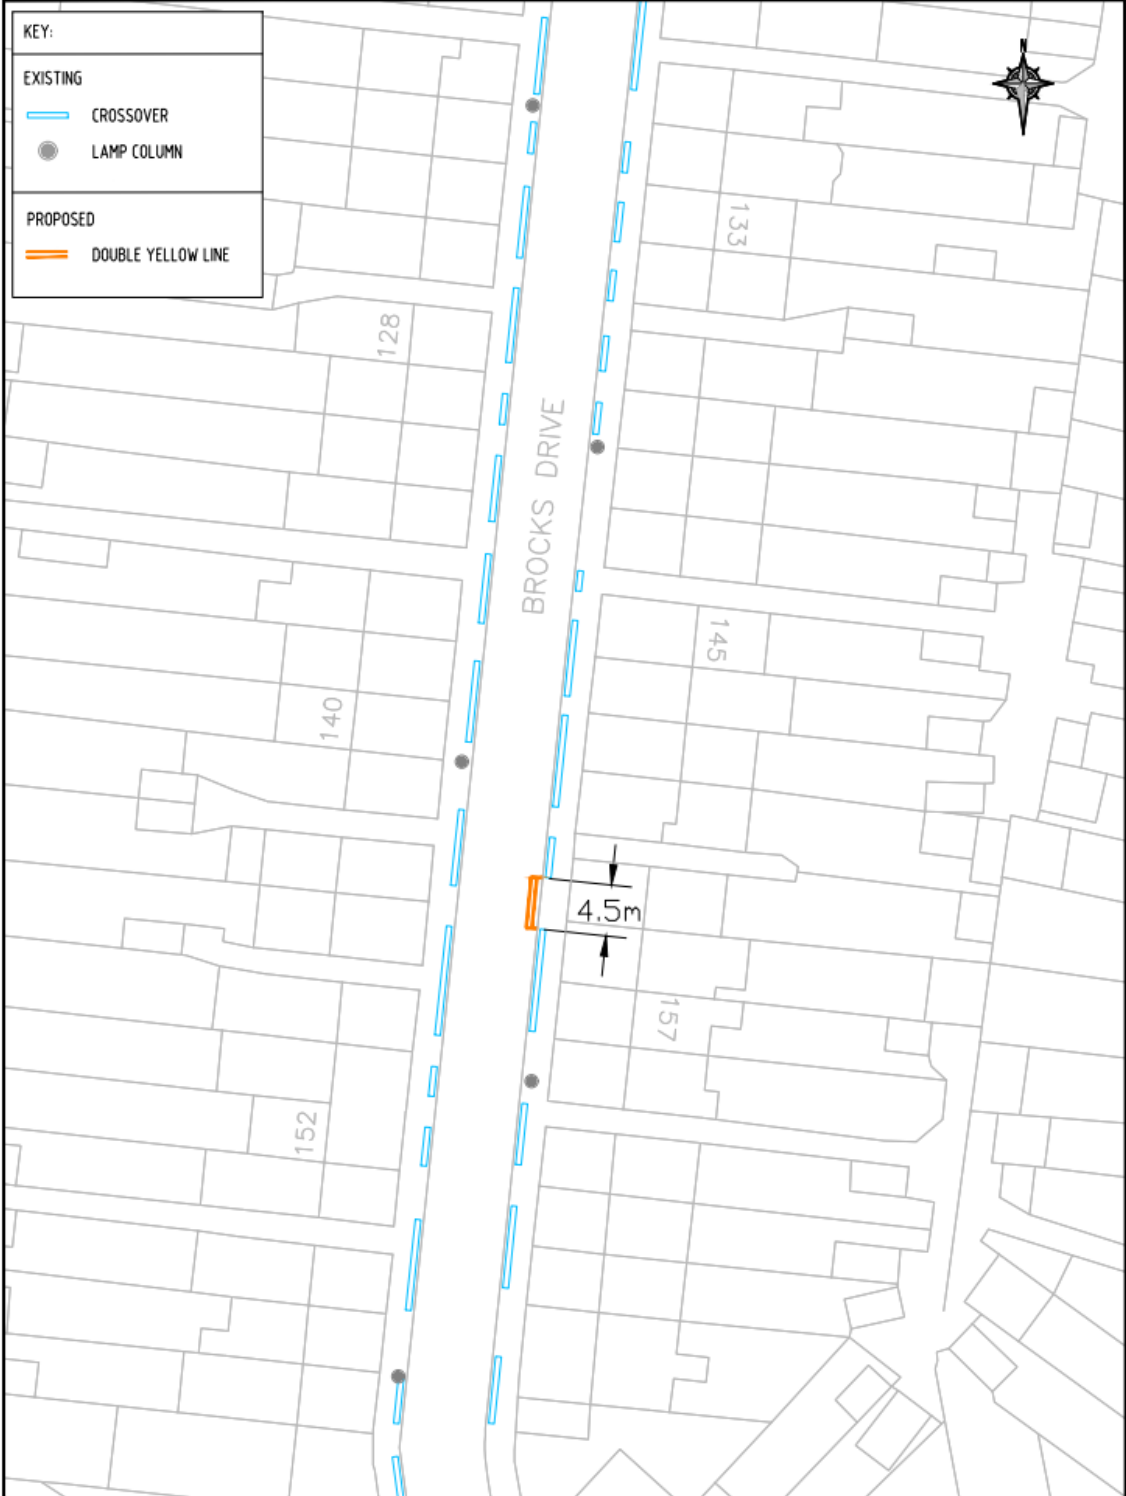 KEY:
EXISTING
CROSSOVER
LAMP COLUMN
PROPOSED
DOUBLE YELLOW LINE
N
133
128
BROCKS DRIVE
145
140
4.5m
157
152